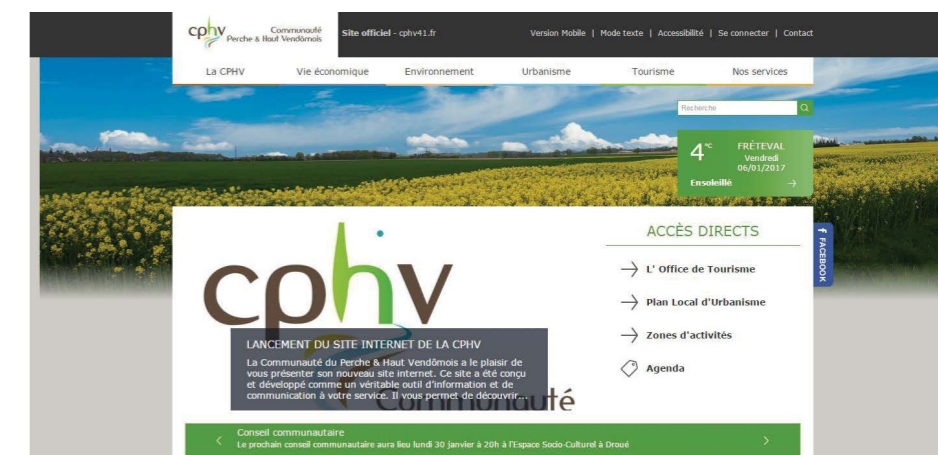 cphv
Communauté
Perche & Haut Vendômois
Site officiel - cphv41.fr
Version Mobile | Mode texte | Accessibilité | Se connecter | Contact
La CPHV
Vie économique
Environnement
Urbanisme
Tourisme
Nos services
Recherche
4°C
FRÉTEVAL
Vendredi
06/01/2017
Ensoleillé
f FACEBOOK
cphv
LANCEMENT DU SITE INTERNET DE LA CPHV
La Communauté du Perche & Haut Vendômois a le plaisir de
vous présenter son nouveau site internet. Ce site a été conçu
et développé comme un véritable outil d'information et de
communication à votre service. Il vous permet de découvrir...
Communauté
ACCÈS DIRECTS
L' Office de Tourisme
Plan Local d'Urbanisme
Zones d'activités
Agenda
Conseil communautaire
Le prochain conseil communautaire aura lieu lundi 30 janvier à 20h à l'Espace Socio-Culturel à Droué